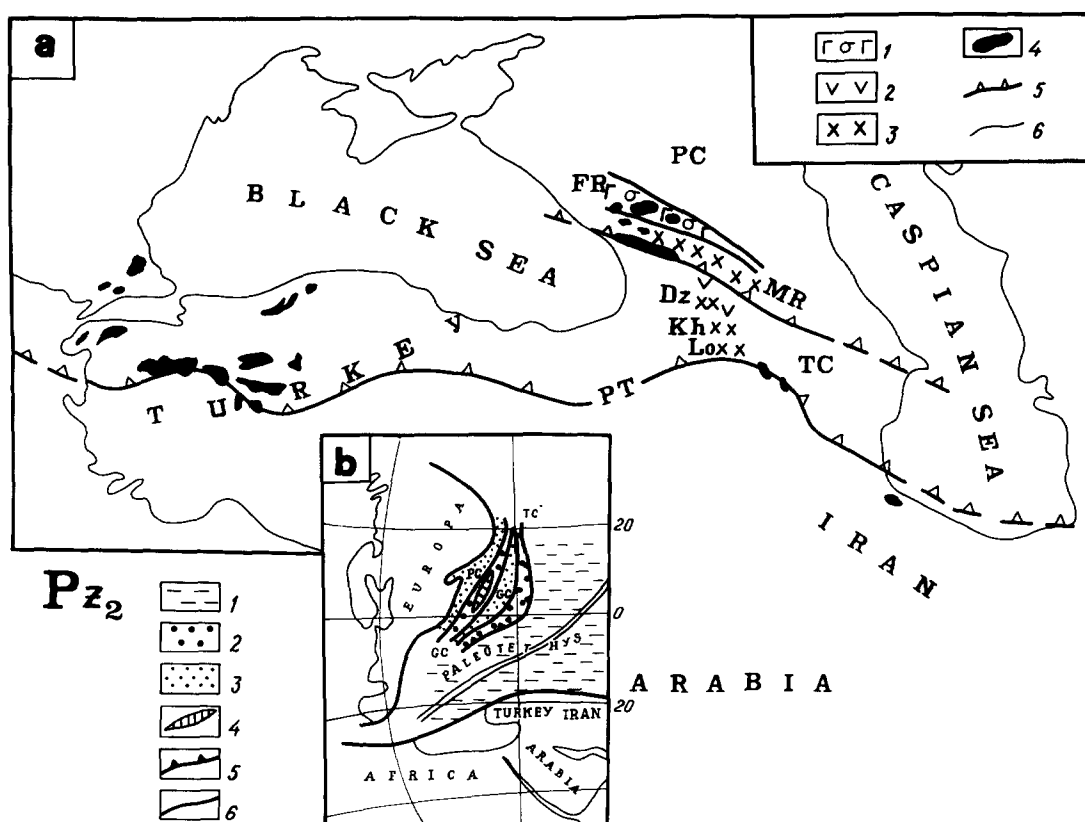 a
1
2
3
4
5
6
PC
FR
BLACK SEA
CASPIAN SEA
MR
Dz
Kh
Lo
TC
TURKEY
PT
IRAN
ARABIA
Pz₂
1
2
3
4
5
6
b
EUROPA
TC
20
PC
GC
0
GC
PALEOTETHYS
20
TURKEY IRAN
AFRICA
ARABIA